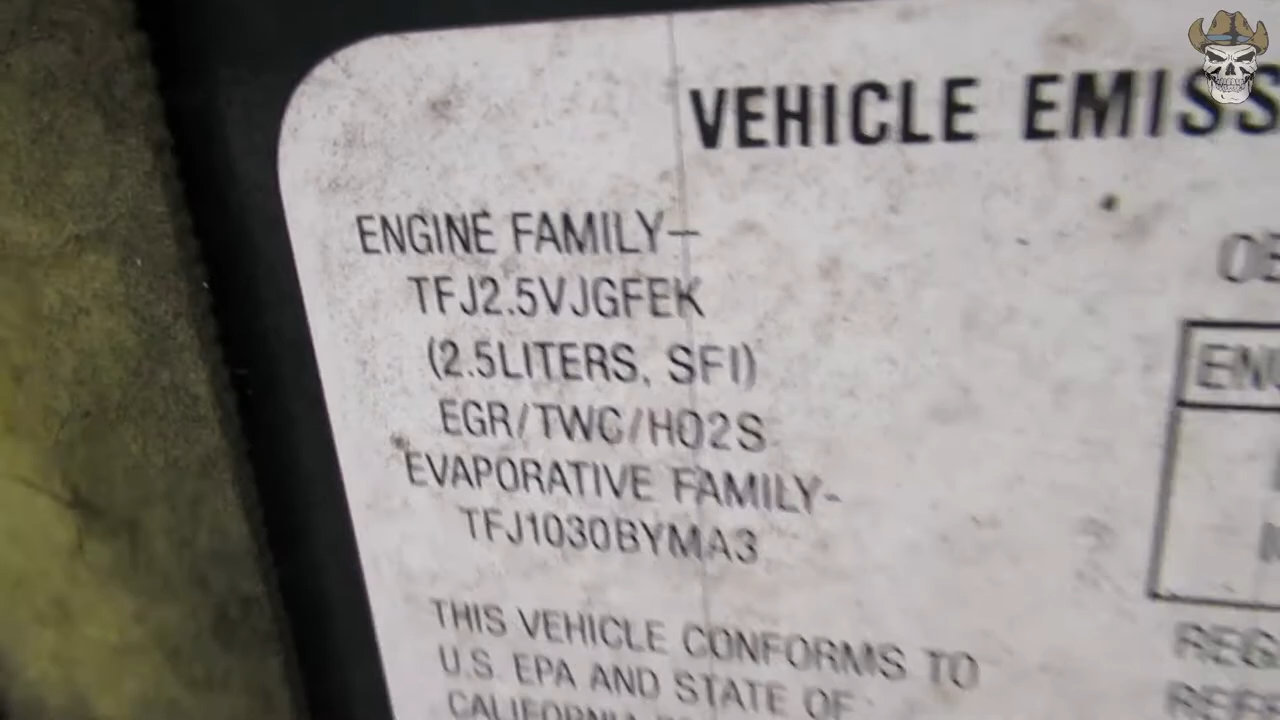 VEHICLE EMISS
ENGINE FAMILY-
TFJ2.5VJGFEK
(2.5LITERS, SFI)
EGR/TWC/HO2S
EVAPORATIVE FAMILY-
TFJ1030BYMA3
THIS VEHICLE CONFORMS TO
U.S. EPA AND STATE OF